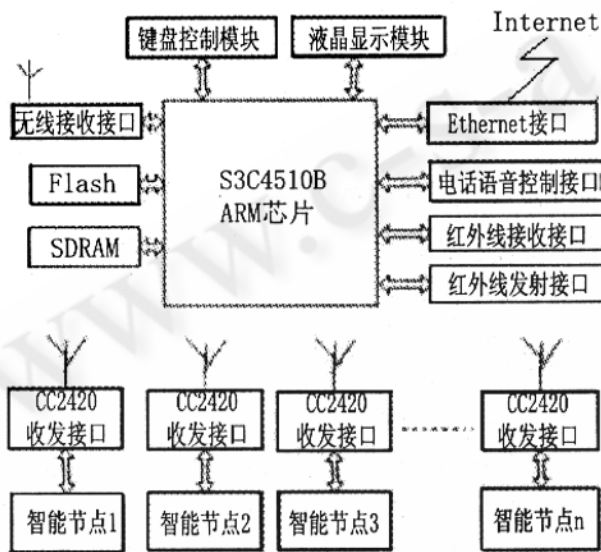 Internet
键盘控制模块
液晶显示模块
无线接收接口
Ethernet接口
Flash
S3C4510B
ARM芯片
电话语音控制接口
SDRAM
红外线接收接口
红外线发射接口
CC2420
收发接口
CC2420
收发接口
CC2420
收发接口
CC2420
收发接口
智能节点1
智能节点2
智能节点3
智能节点n